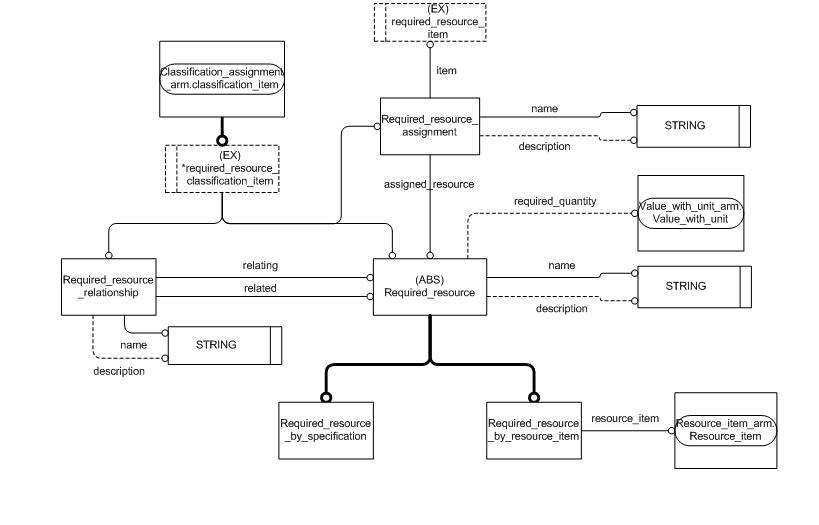 (EX)
required_resource_
item
Classification_assignment
_arm.classification_item
item
Required_resource_
assignment
name
STRING
description
(EX)
*required_resource_
classification_item
assigned_resource
required_quantity
Value_with_unit_arm.
Value_with_unit
Required_resource
_relationship
relating
related
(ABS)
Required_resource
name
STRING
description
name
STRING
description
Required_resource
_by_specification
Required_resource
_by_resource_item
resource_item
Resource_item_arm.
Resource_item